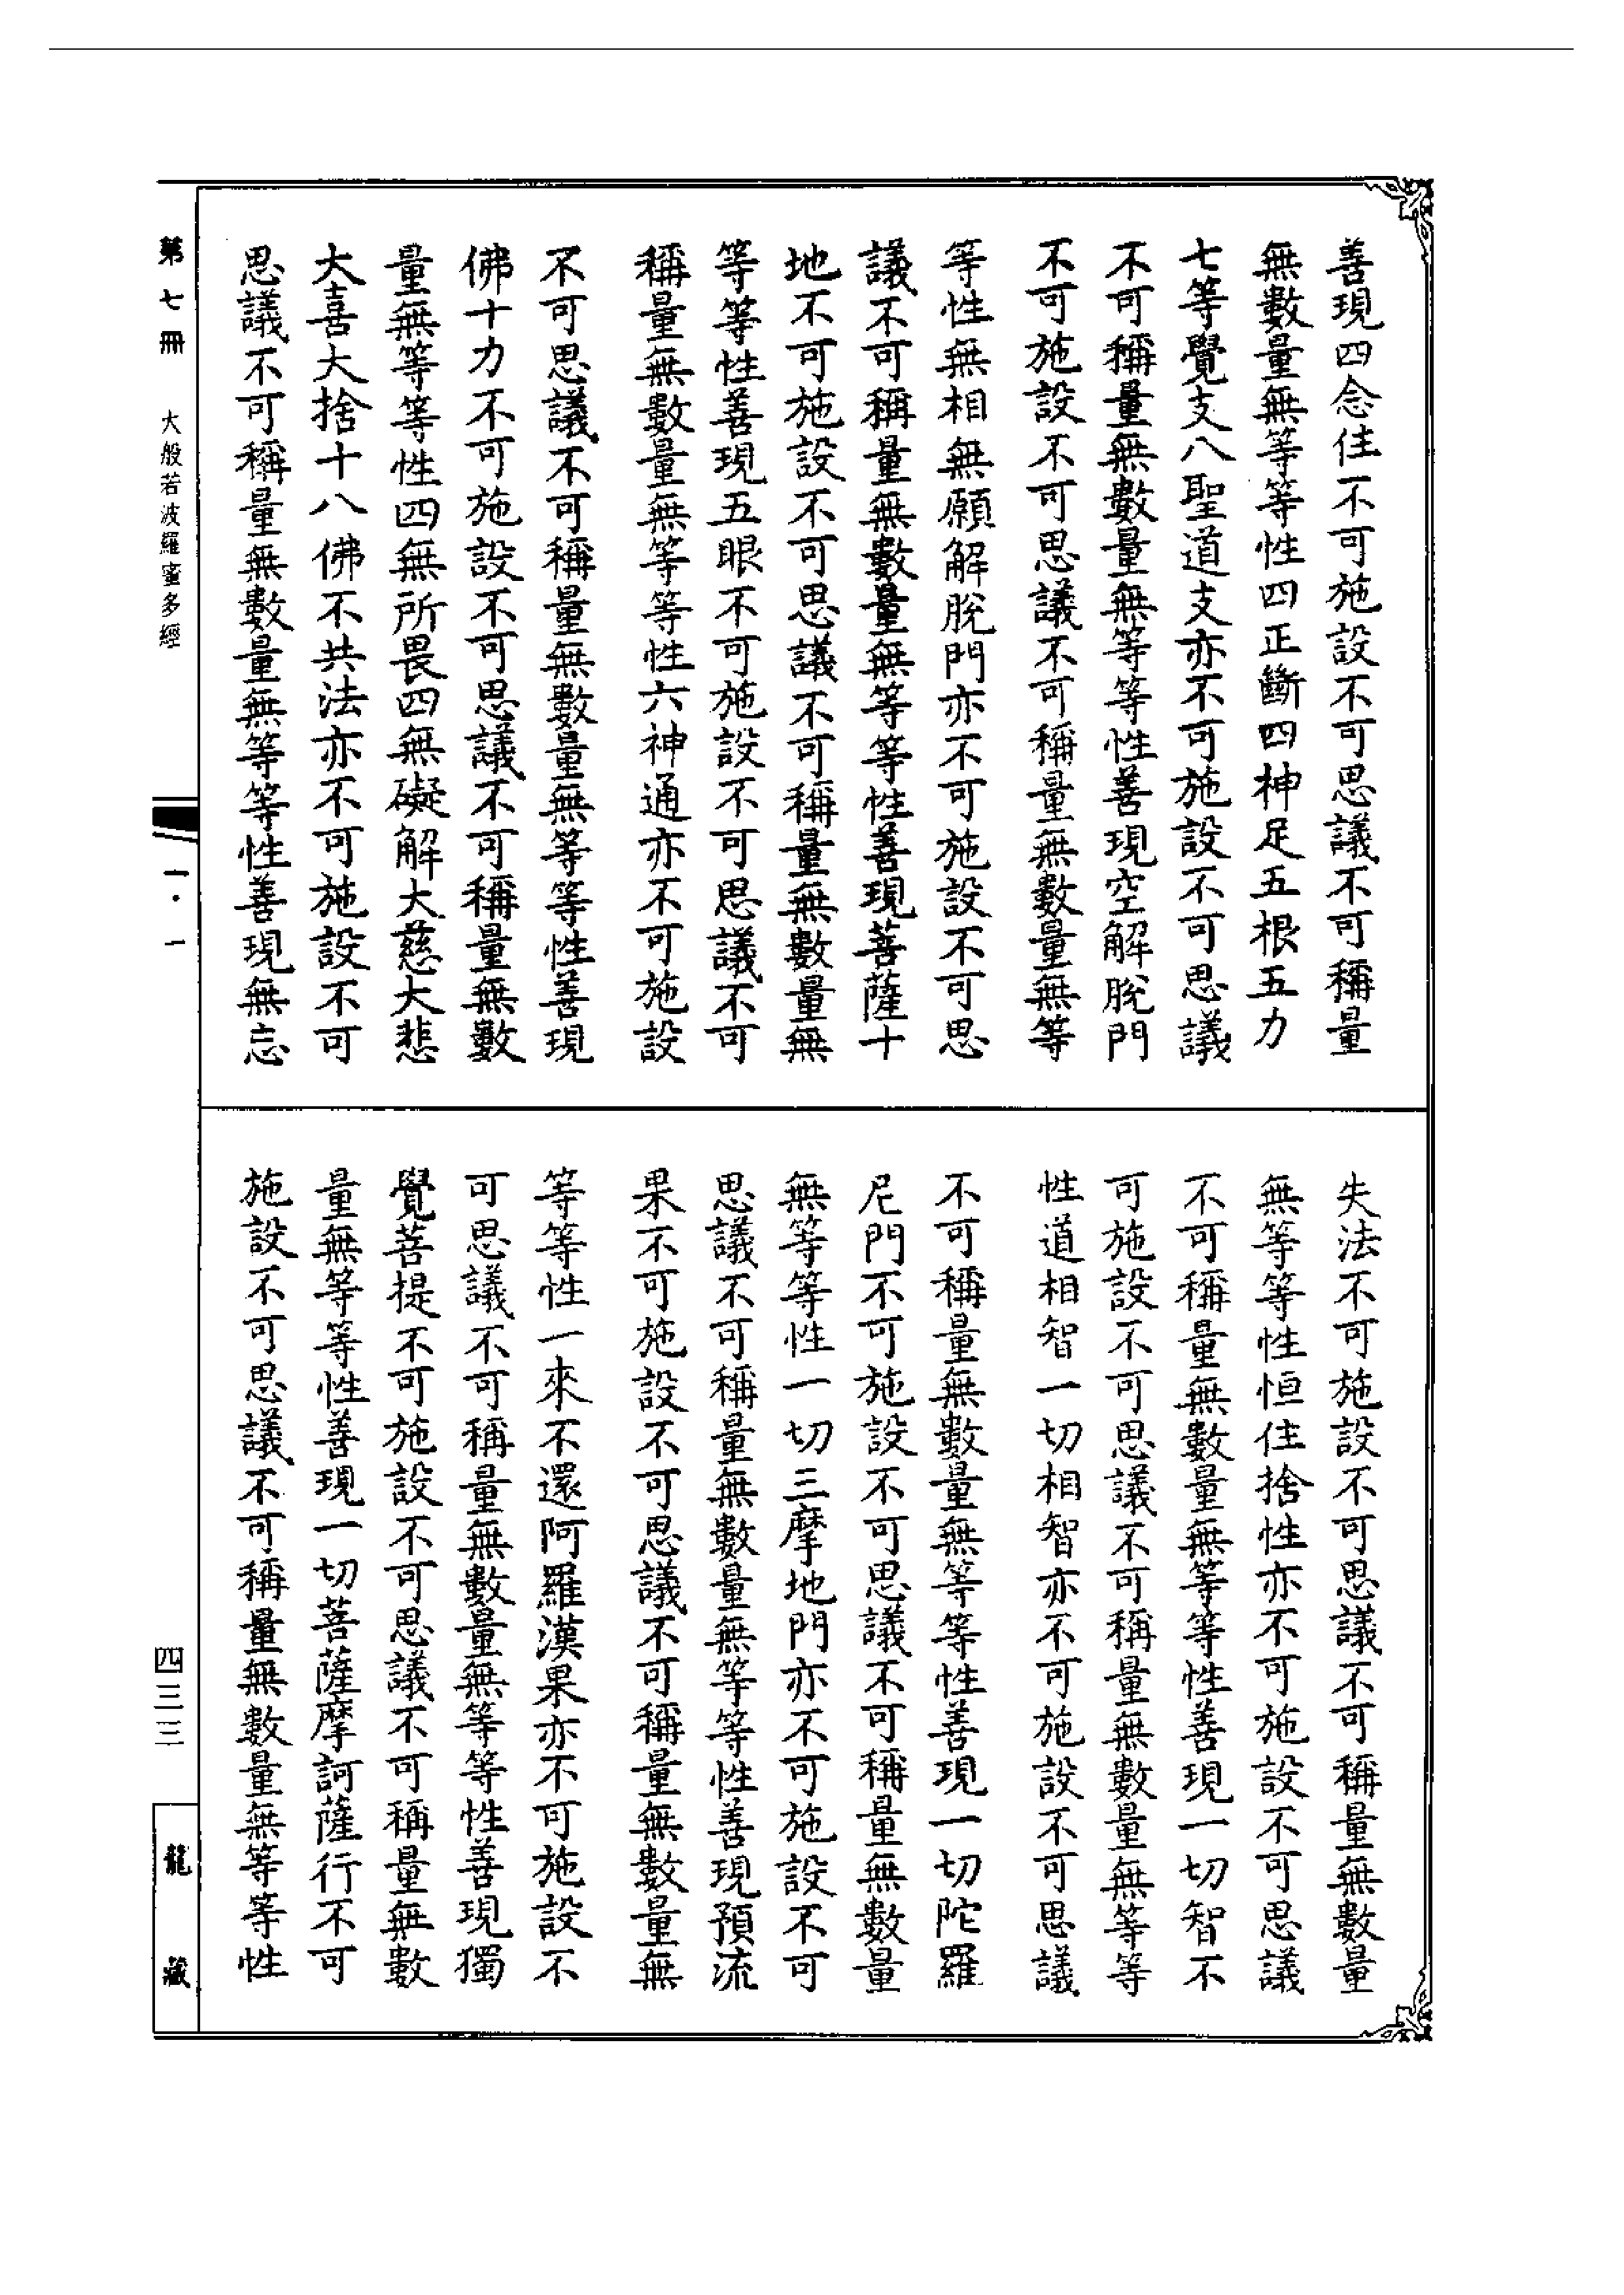 善現四念住不可施設不可思議不可稱量
無數量無等等性四正斷四神足五根五力
七等覺支八聖道支亦不可施設不可思議
不可稱量無數量無等等性善現空解脫門
不可施設不可思議不可稱量無數量無等
等性無相無願解脫門亦不可施設不可思
議不可稱量無數量無等等性善現菩薩十
地不可施設不可思議不可稱量無數量無
等等性善現五眼不可施設不可思議不可
稱量無數量無等等性六神通亦不可施設
不可思議不可稱量無數量無等等性善現
佛十力不可施設不可思議不可稱量無數
量無等等性四無所畏四無礙解大慈大悲
大喜大捨十八佛不共法亦不可施設不可
思議不可稱量無數量無等等性善現無忘
失法不可施設不可思議不可稱量無數量
無等等性恒住捨性亦不可施設不可思議
不可稱量無數量無等等性善現一切智不
可施設不可思議不可稱量無數量無等等
性道相智一切相智亦不可施設不可思議
不可稱量無數量無等等性善現一切陀羅
尼門不可施設不可思議不可稱量無數量
無等等性一切三摩地門亦不可施設不可
思議不可稱量無數量無等等性善現預流
果不可施設不可思議不可稱量無數量無
等等性一來不還阿羅漢果亦不可施設不
可思議不可稱量無數量無等等性善現獨
覺菩提不可施設不可思議不可稱量無數
量無等等性善現一切菩薩摩訶薩行不可
施設不可思議不可稱量無數量無等等性
第七冊 大般若波羅蜜多經
一·一
四三三
龍藏